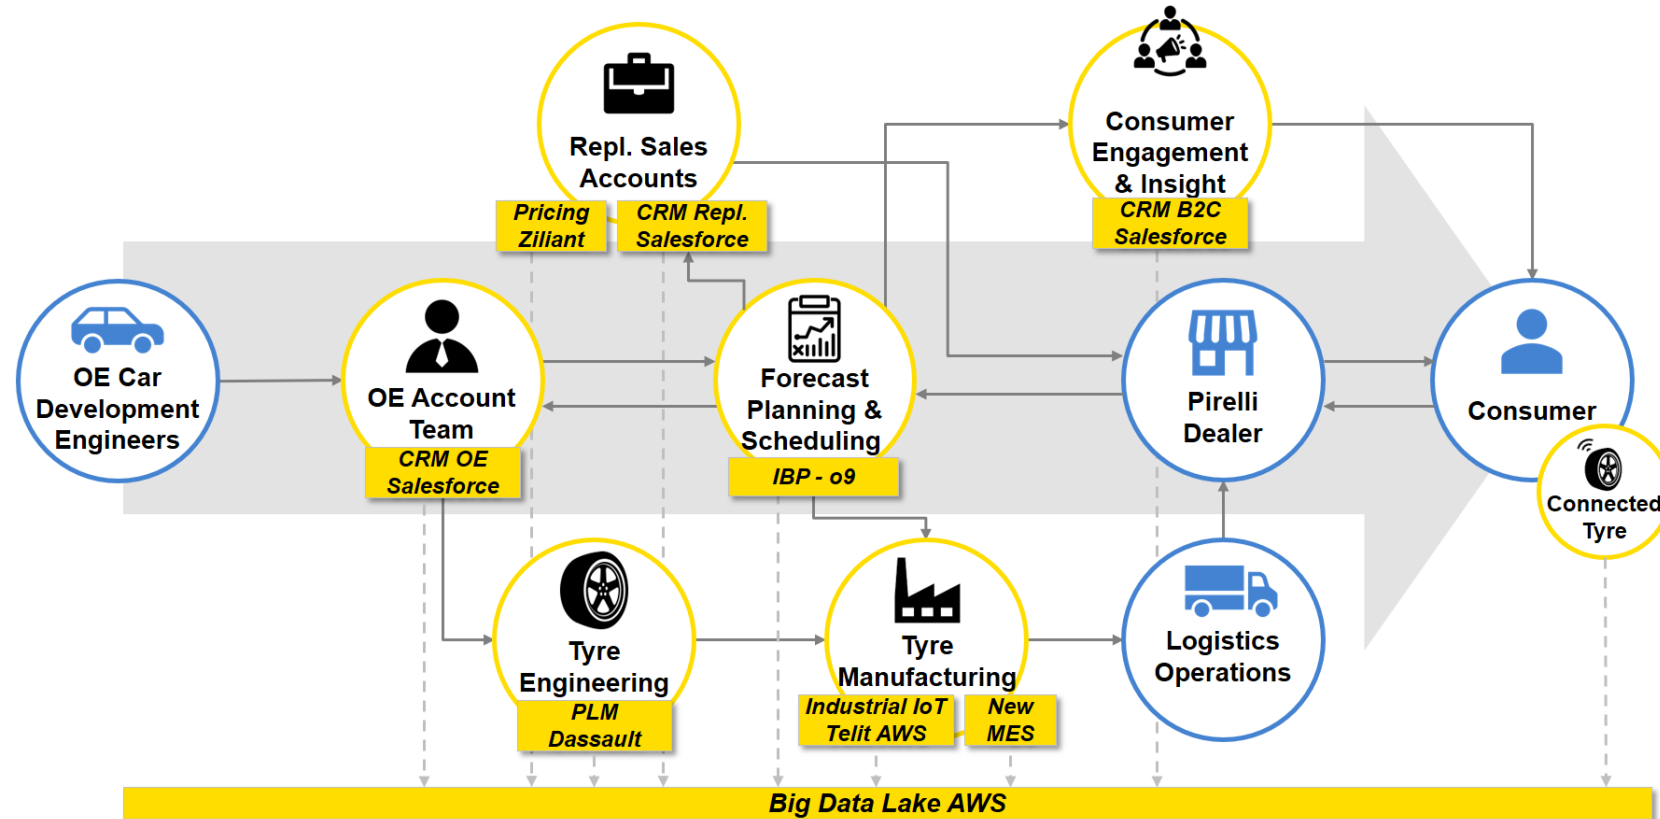 Repl. Sales
Accounts
Pricing
Ziliant
CRM Repl.
Salesforce
Consumer
Engagement
& Insight
CRM B2C
Salesforce
OE Car
Development
Engineers
OE Account
Team
CRM OE
Salesforce
Forecast
Planning &
Scheduling
IBP - o9
Pirelli
Dealer
Consumer
Connected
Tyre
Tyre
Engineering
PLM
Dassault
Tyre
Manufacturing
Industrial IoT
Telit AWS
New
MES
Logistics
Operations
Big Data Lake AWS